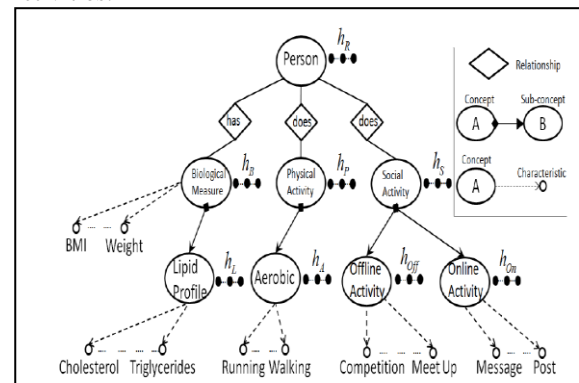 h_R
Person
Relationship
Concept
Sub-concept
A
B
has
does
does
Concept
Characteristic
A
Biological
Measure
h_B
Physical
Activity
h_P
Social
Activity
h_S
BMI
Weight
Lipid
Profile
h_L
Aerobic
h_A
Offline
Activity
h_Off
Online
Activity
h_On
Cholesterol
Triglycerides
Running
Walking
Competition
Meet Up
Message
Post